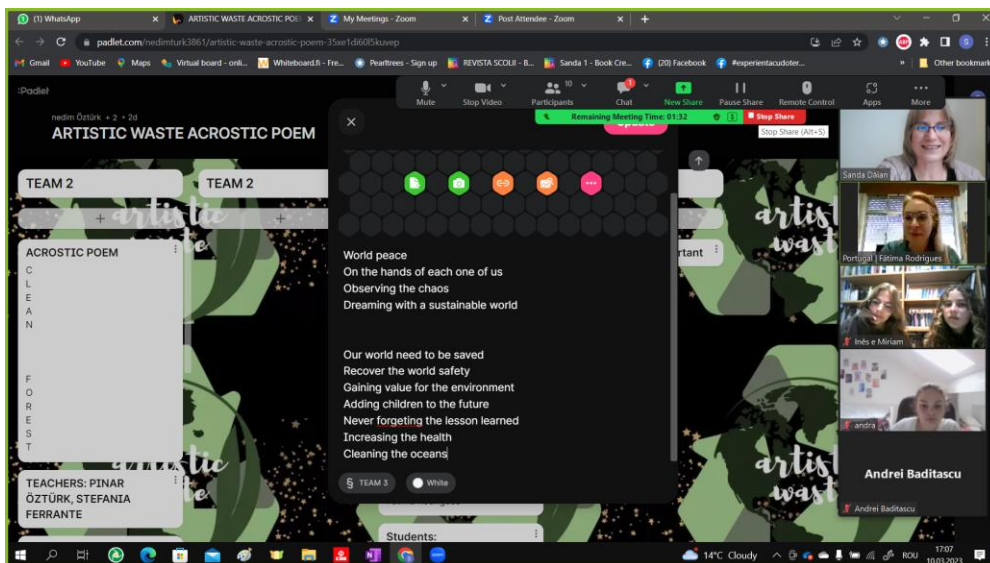 (1) WhatsApp
ARTISTIC WASTE ACROSTIC POE
My Meetings - Zoom
Post Attendee - Zoom
padlet.com/nedimturk3861/artistic-waste-acrostic-poem-35xe1di60l5kuvep
Gmail
YouTube
Maps
Virtual board - onli...
Whiteboard.fi - Fre...
Pearltrees - Sign up
REVISTA SCOLII - B...
Sanda 1 - Book Cre...
(20) Facebook
#experientacudoter...
Other bookmark
:Padlet
Mute
Stop Video
Participants
10
Chat
New Share
Pause Share
Remote Control
Apps
More
Remaining Meeting Time: 01:32
Stop Share
Stop Share (Alt+S)
nedim Öztürk • 2 • 2d
ARTISTIC WASTE ACROSTIC POEM
TEAM 2
TEAM 2
ACROSTIC POEM
C
L
E
A
N
F
O
R
E
S
T
TEACHERS: PINAR
ÖZTÜRK, STEFANIA
FERRANTE
World peace
On the hands of each one of us
Observing the chaos
Dreaming with a sustainable world
Our world need to be saved
Recover the world safety
Gaining value for the environment
Adding children to the future
Never forgeting the lesson learned
Increasing the health
Cleaning the oceans
TEAM 3
White
Students:
rtant
artistic
waste
Sanda Dălan
Portugal | Fátima Rodrigues
Inês e Miriam
andra
Andrei Baditascu
Andrei Baditascu
14°C Cloudy
ROU
17:07
10.03.2023